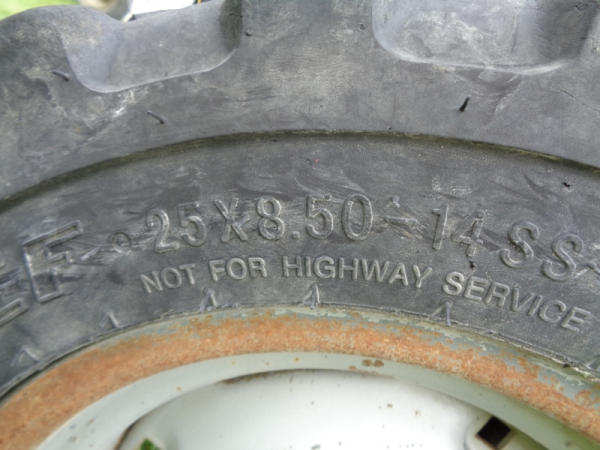 25X8.50-14 SS
NOT FOR HIGHWAY SERVICE